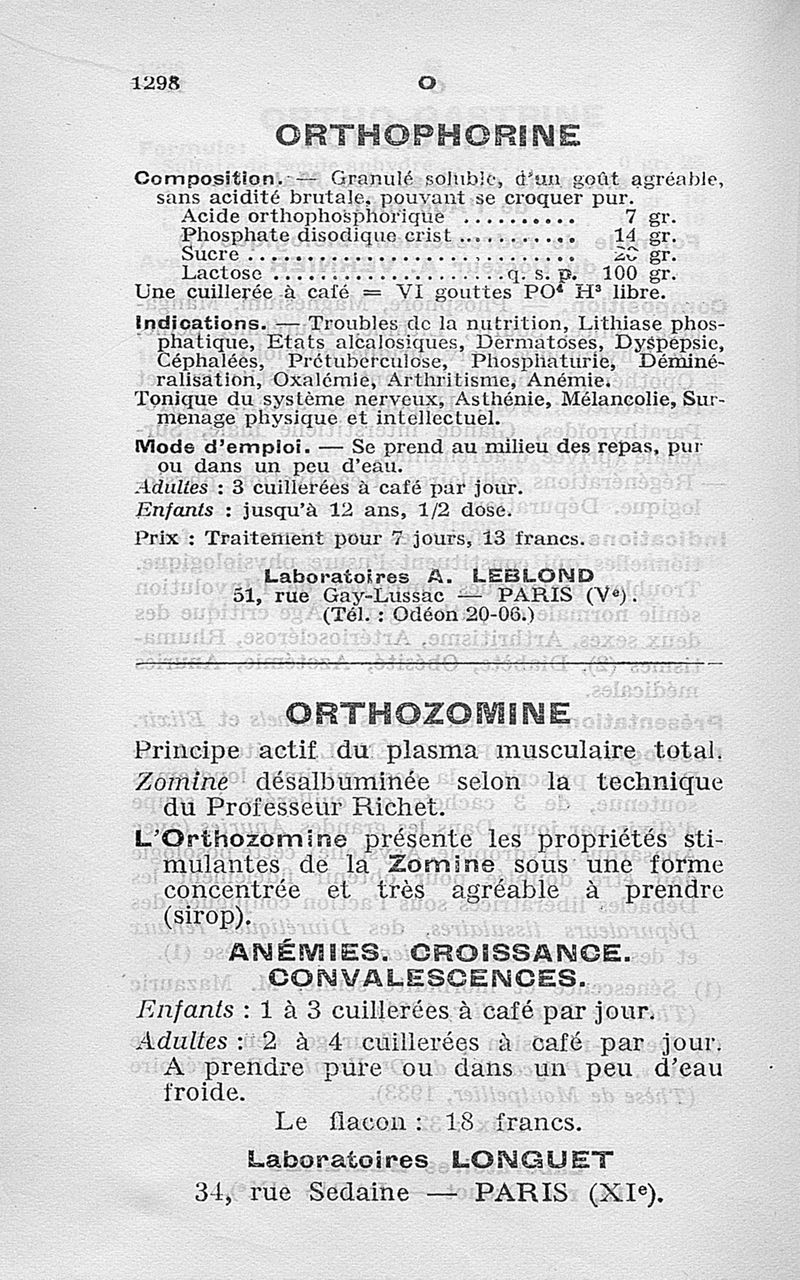 1298
O
ORTHOPHORINE
Composition. — Granulé soluble, d'un goût agréable,
sans acidité brutale, pouvant se croquer pur.
Acide orthophosphorique .......... 7 gr.
Phosphate disodique crist .......... 14 gr.
Sucre .......................... gr.
Lactose .................... q. s. p. 100 gr.
Une cuillerée à café = VI gouttes PO⁴ H³ libre.
Indications. — Troubles de la nutrition, Lithiase phos-
phatique, Etats alcalosiques, Dermatoses, Dyspepsie,
Céphalées, Prétuberculose, Phosphaturie, Déminé-
ralisation, Oxalémie, Arthritisme, Anémie.
Tonique du système nerveux, Asthénie, Mélancolie, Sur-
menage physique et intellectuel.
Mode d'emploi. — Se prend au milieu des repas, pur
ou dans un peu d'eau.
Adultes : 3 cuillerées à café par jour.
Enfants : jusqu'à 12 ans, 1/2 dose.
Prix : Traitement pour 7 jours, 13 francs.
Laboratoires A. LEBLOND
51, rue Gay-Lussac — PARIS (Vᵉ).
(Tél. : Odéon 20-06.)
ORTHOZOMINE
Principe actif du plasma musculaire total.
Zomine désalbuminée selon la technique
du Professeur Richet.
L'Orthozomine présente les propriétés sti-
mulantes de la Zomine sous une forme
concentrée et très agréable à prendre
(sirop).
ANÉMIES. CROISSANCE.
CONVALESCENCES.
Enfants : 1 à 3 cuillerées à café par jour.
Adultes : 2 à 4 cuillerées à café par jour.
A prendre pure ou dans un peu d'eau
froide.
Le flacon : 18 francs.
Laboratoires LONGUET
34, rue Sedaine — PARIS (XIᵉ).